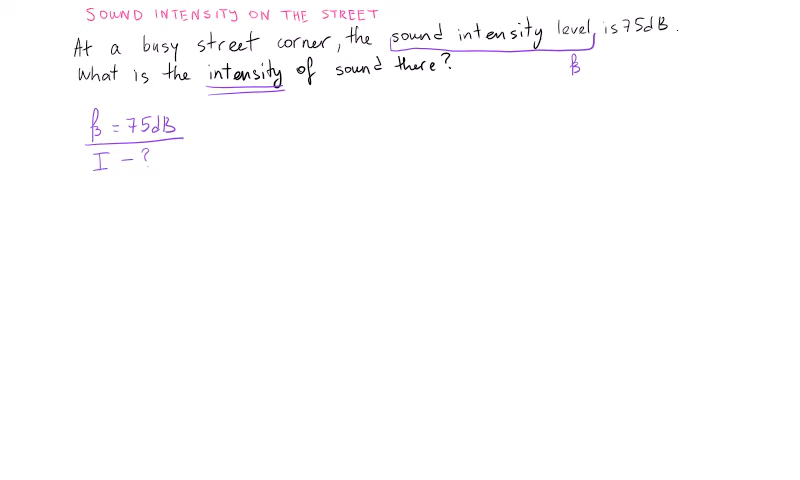 SOUND INTENSITY ON THE STREET
At a busy street corner, the sound intensity level is 75dB.
What is the intensity of sound there?
β
β = 75dB
I - ?